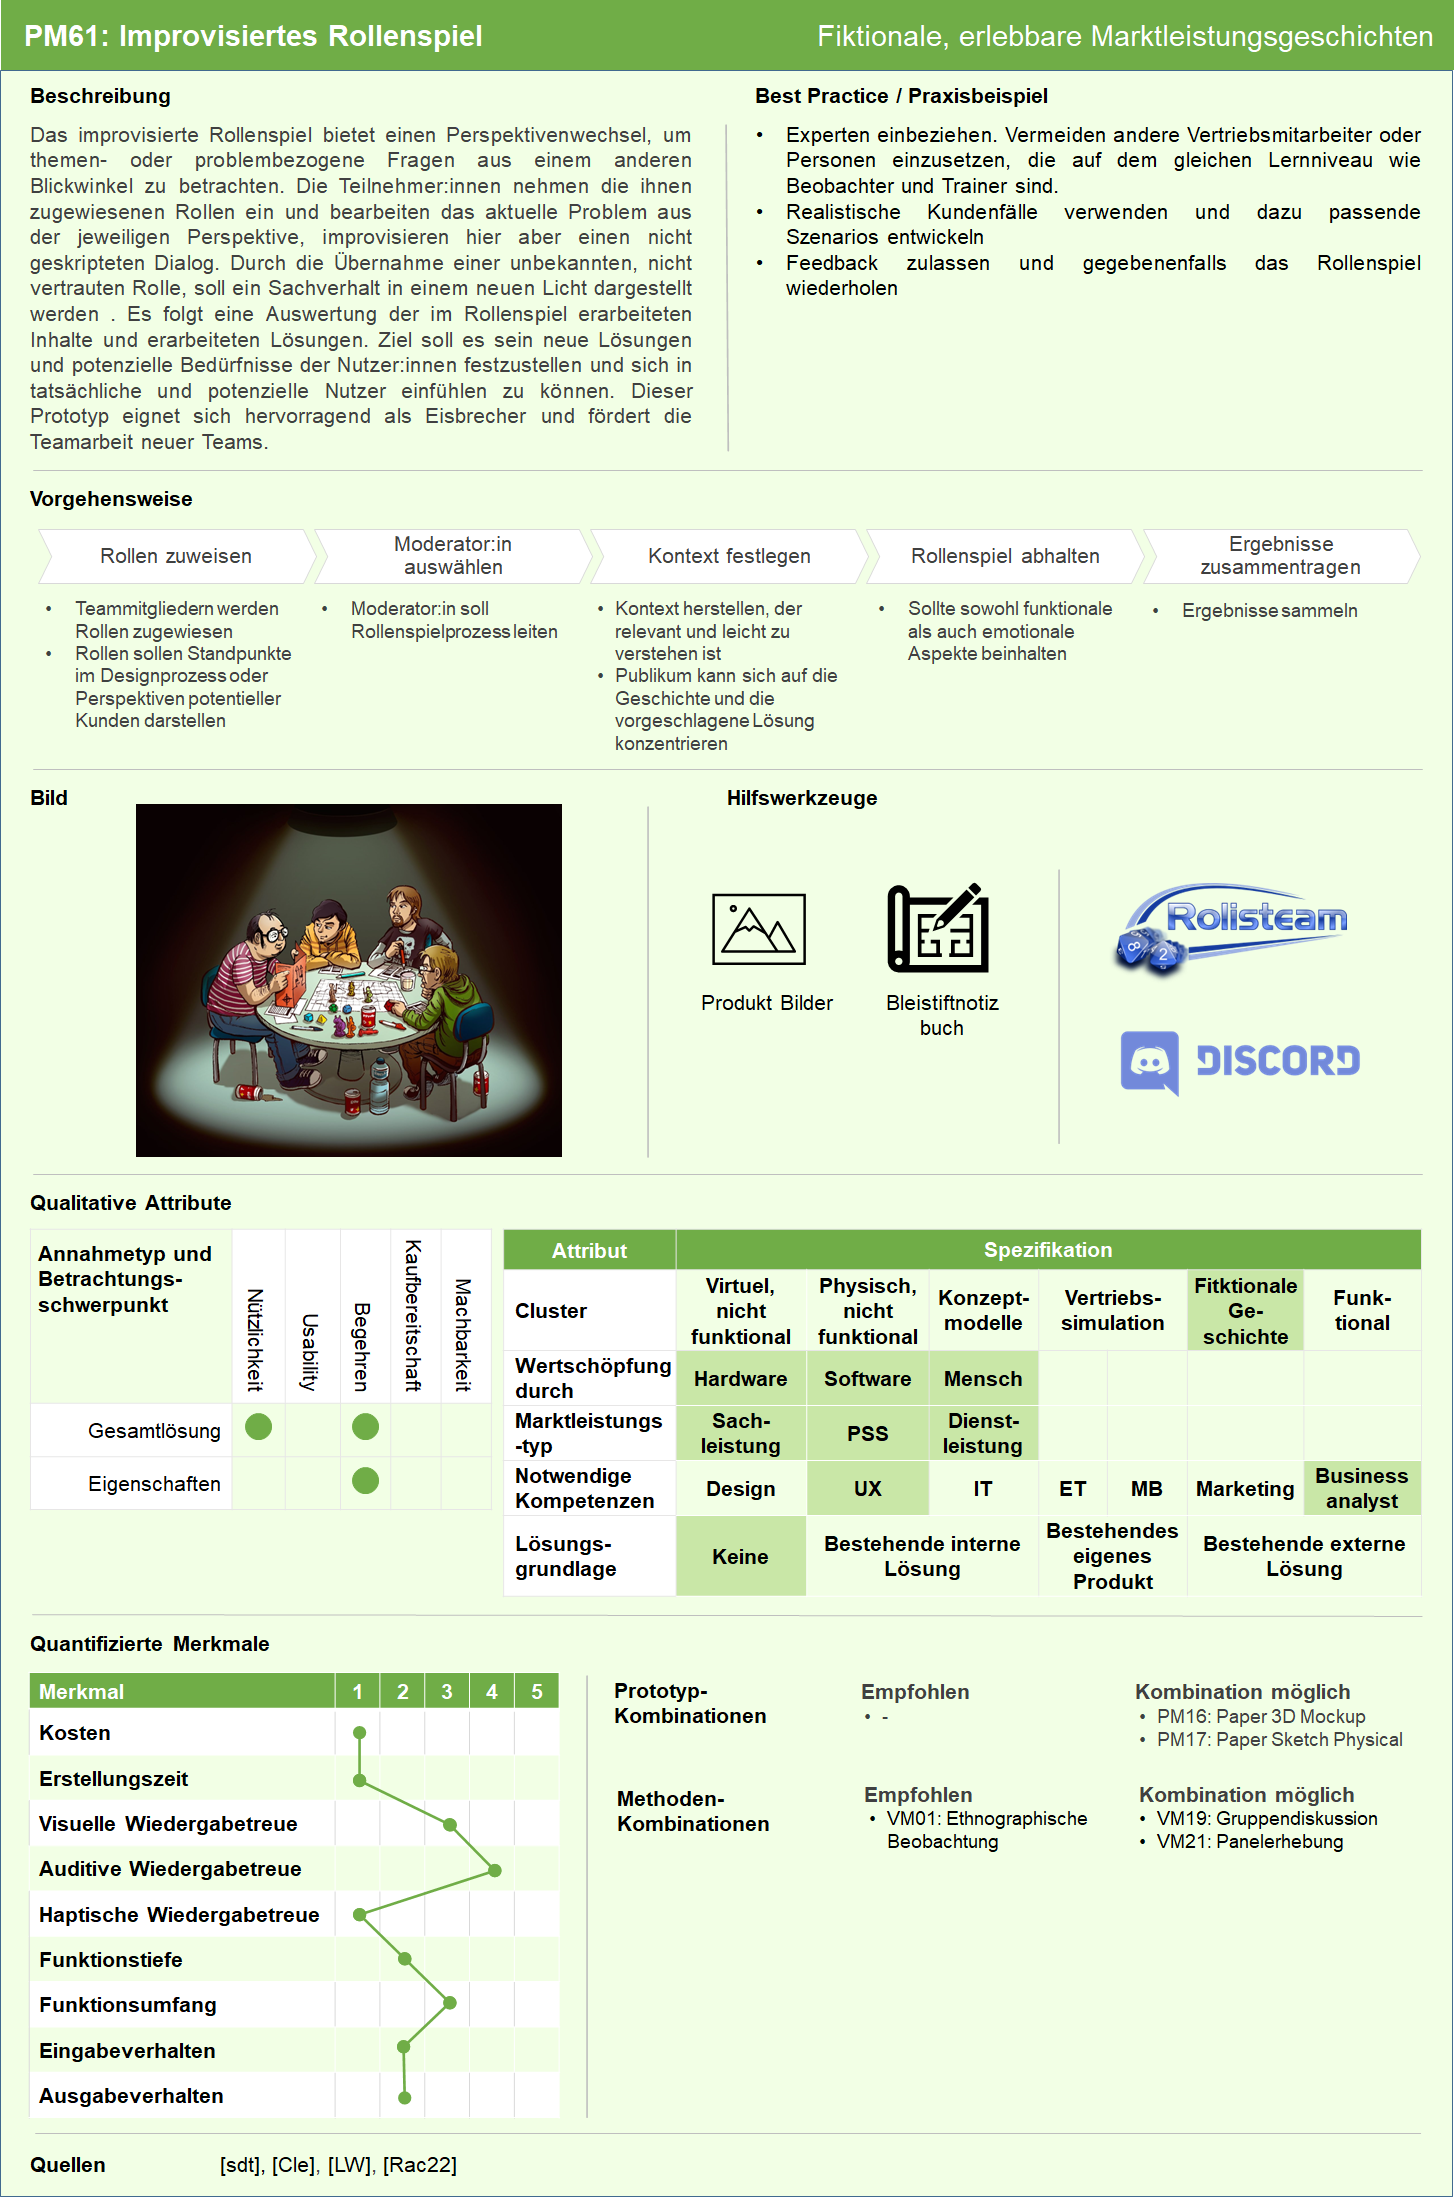 PM61: Improvisiertes Rollenspiel
Fiktionale, erlebbare Marktleistungsgeschichten
Beschreibung
Das improvisierte Rollenspiel bietet einen Perspektivenwechsel, um
themen- oder problembezogene Fragen aus einem anderen
Blickwinkel zu betrachten. Die Teilnehmer:innen nehmen die ihnen
zugewiesenen Rollen ein und bearbeiten das aktuelle Problem aus
der jeweiligen Perspektive, improvisieren hier aber einen nicht
geskripteten Dialog. Durch die Übernahme einer unbekannten, nicht
vertrauten Rolle, soll ein Sachverhalt in einem neuen Licht dargestellt
werden . Es folgt eine Auswertung der im Rollenspiel erarbeiteten
Inhalte und erarbeiteten Lösungen. Ziel soll es sein neue Lösungen
und potenzielle Bedürfnisse der Nutzer:innen festzustellen und sich in
tatsächliche und potenzielle Nutzer einfühlen zu können. Dieser
Prototyp eignet sich hervorragend als Eisbrecher und fördert die
Teamarbeit neuer Teams.
Best Practice / Praxisbeispiel
• Experten einbeziehen. Vermeiden andere Vertriebsmitarbeiter oder
Personen einzusetzen, die auf dem gleichen Lernniveau wie
Beobachter und Trainer sind.
• Realistische Kundenfälle verwenden und dazu passende
Szenarios entwickeln
• Feedback zulassen und gegebenenfalls das Rollenspiel
wiederholen
Vorgehensweise
Rollen zuweisen
• Teammitgliedern werden
Rollen zugewiesen
• Rollen sollen Standpunkte
im Designprozess oder
Perspektiven potentieller
Kunden darstellen
Moderator:in
auswählen
• Moderator:in soll
Rollenspielprozess leiten
Kontext festlegen
• Kontext herstellen, der
relevant und leicht zu
verstehen ist
• Publikum kann sich auf die
Geschichte und die
vorgeschlagene Lösung
konzentrieren
Rollenspiel abhalten
• Sollte sowohl funktionale
als auch emotionale
Aspekte beinhalten
Ergebnisse
zusammentragen
• Ergebnisse sammeln
Bild
Hilfswerkzeuge
Produkt Bilder
Bleistiftnotiz
buch
Rolisteam
8
2
DISCORD
Qualitative Attribute
Annahmetyp und
Betrachtungs-
schwerpunkt
Nützlichkeit
Usability
Begehren
Kaufbereitschaft
Machbarkeit
Gesamtlösung
Eigenschaften
Attribut
Spezifikation
Cluster
Virtuel,
nicht
funktional
Physisch,
nicht
funktional
Konzept-
modelle
Vertriebs-
simulation
Fitktionale
Ge-
schichte
Funk-
tional
Wertschöpfung
durch
Hardware
Software
Mensch
Marktleistungs
-typ
Sach-
leistung
PSS
Dienst-
leistung
Notwendige
Kompetenzen
Design
UX
IT
ET
MB
Marketing
Business
analyst
Lösungs-
grundlage
Keine
Bestehende interne
Lösung
Bestehendes
eigenes
Produkt
Bestehende externe
Lösung
Quantifizierte Merkmale
Merkmal 1 2 3 4 5
Kosten
Erstellungszeit
Visuelle Wiedergabetreue
Auditive Wiedergabetreue
Haptische Wiedergabetreue
Funktionstiefe
Funktionsumfang
Eingabeverhalten
Ausgabeverhalten
Prototyp-
Kombinationen
Empfohlen
• -
Kombination möglich
• PM16: Paper 3D Mockup
• PM17: Paper Sketch Physical
Methoden-
Kombinationen
Empfohlen
• VM01: Ethnographische
Beobachtung
Kombination möglich
• VM19: Gruppendiskussion
• VM21: Panelerhebung
Quellen
[sdt], [Cle], [LW], [Rac22]